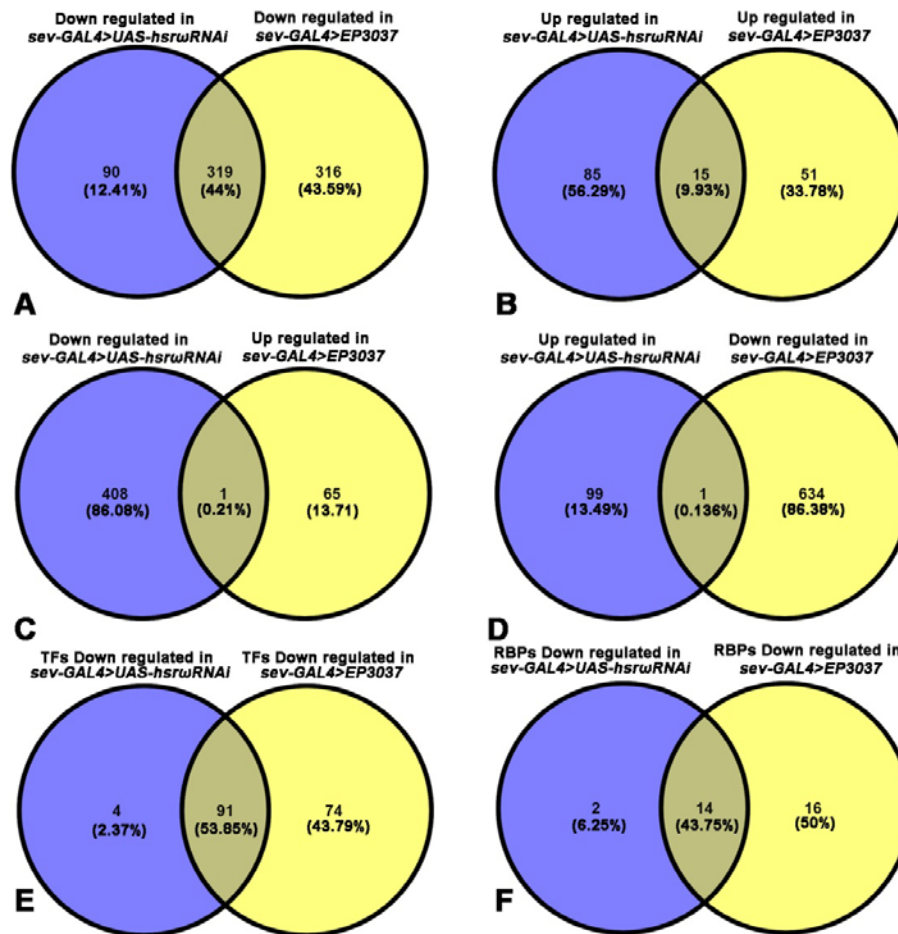 Down regulated in
sev-GAL4>UAS-hsrωRNAi
Down regulated in
sev-GAL4>EP3037
90
(12.41%)
319
(44%)
316
(43.59%)
A
Up regulated in
sev-GAL4>UAS-hsrωRNAi
Up regulated in
sev-GAL4>EP3037
85
(56.29%)
15
(9.93%)
51
(33.78%)
B
Down regulated in
sev-GAL4>UAS-hsrωRNAi
Up regulated in
sev-GAL4>EP3037
408
(86.08%)
1
(0.21%)
65
(13.71)
C
Up regulated in
sev-GAL4>UAS-hsrωRNAi
Down regulated in
sev-GAL4>EP3037
99
(13.49%)
1
(0.136%)
634
(86.38%)
D
TFs Down regulated in
sev-GAL4>UAS-hsrωRNAi
TFs Down regulated in
sev-GAL4>EP3037
4
(2.37%)
91
(53.85%)
74
(43.79%)
E
RBPs Down regulated in
sev-GAL4>UAS-hsrωRNAi
RBPs Down regulated in
sev-GAL4>EP3037
2
(6.25%)
14
(43.75%)
16
(50%)
F